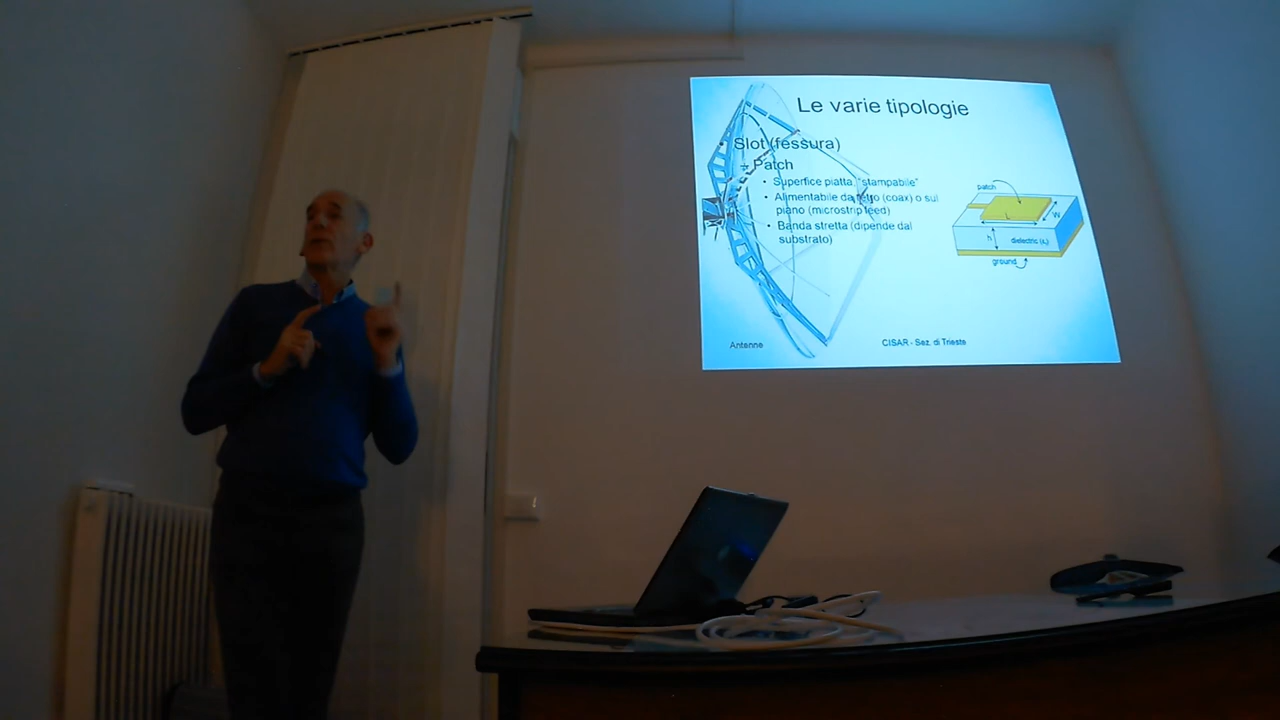 Le varie tipologie
• Slot (fessura)
– Patch
• Superfice piatta, "stampabile"
• Alimentabile da retro (coax) o sul
piano (microstrip feed)
• Banda stretta (dipende dal
substrato)
patch
W
h
dielectric (εr)
ground
Antenne
CISAR - Sez. di Trieste